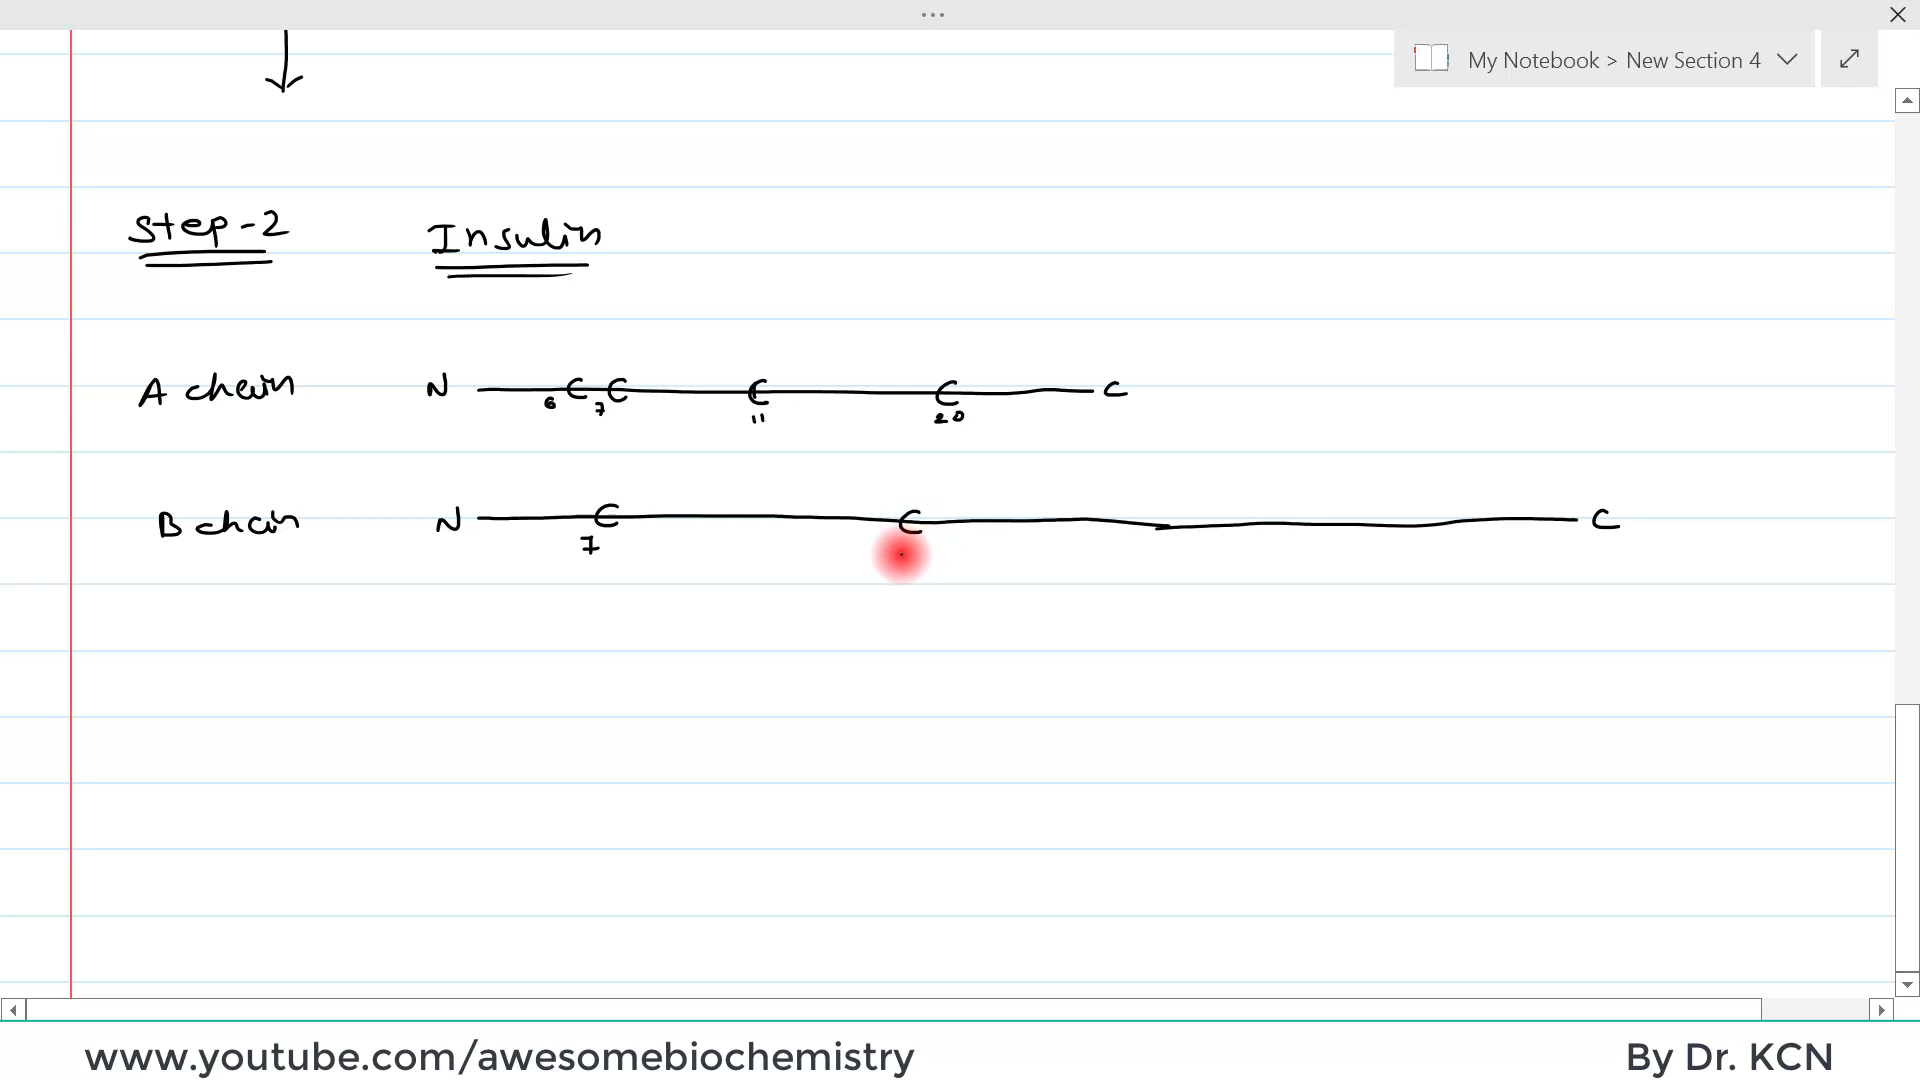 My Notebook > New Section 4
Step-2 Insulin
A chain N C C C C C
6 7 11 20
B chain N C C C
7
www.youtube.com/awesomebiochemistry By Dr. KCN